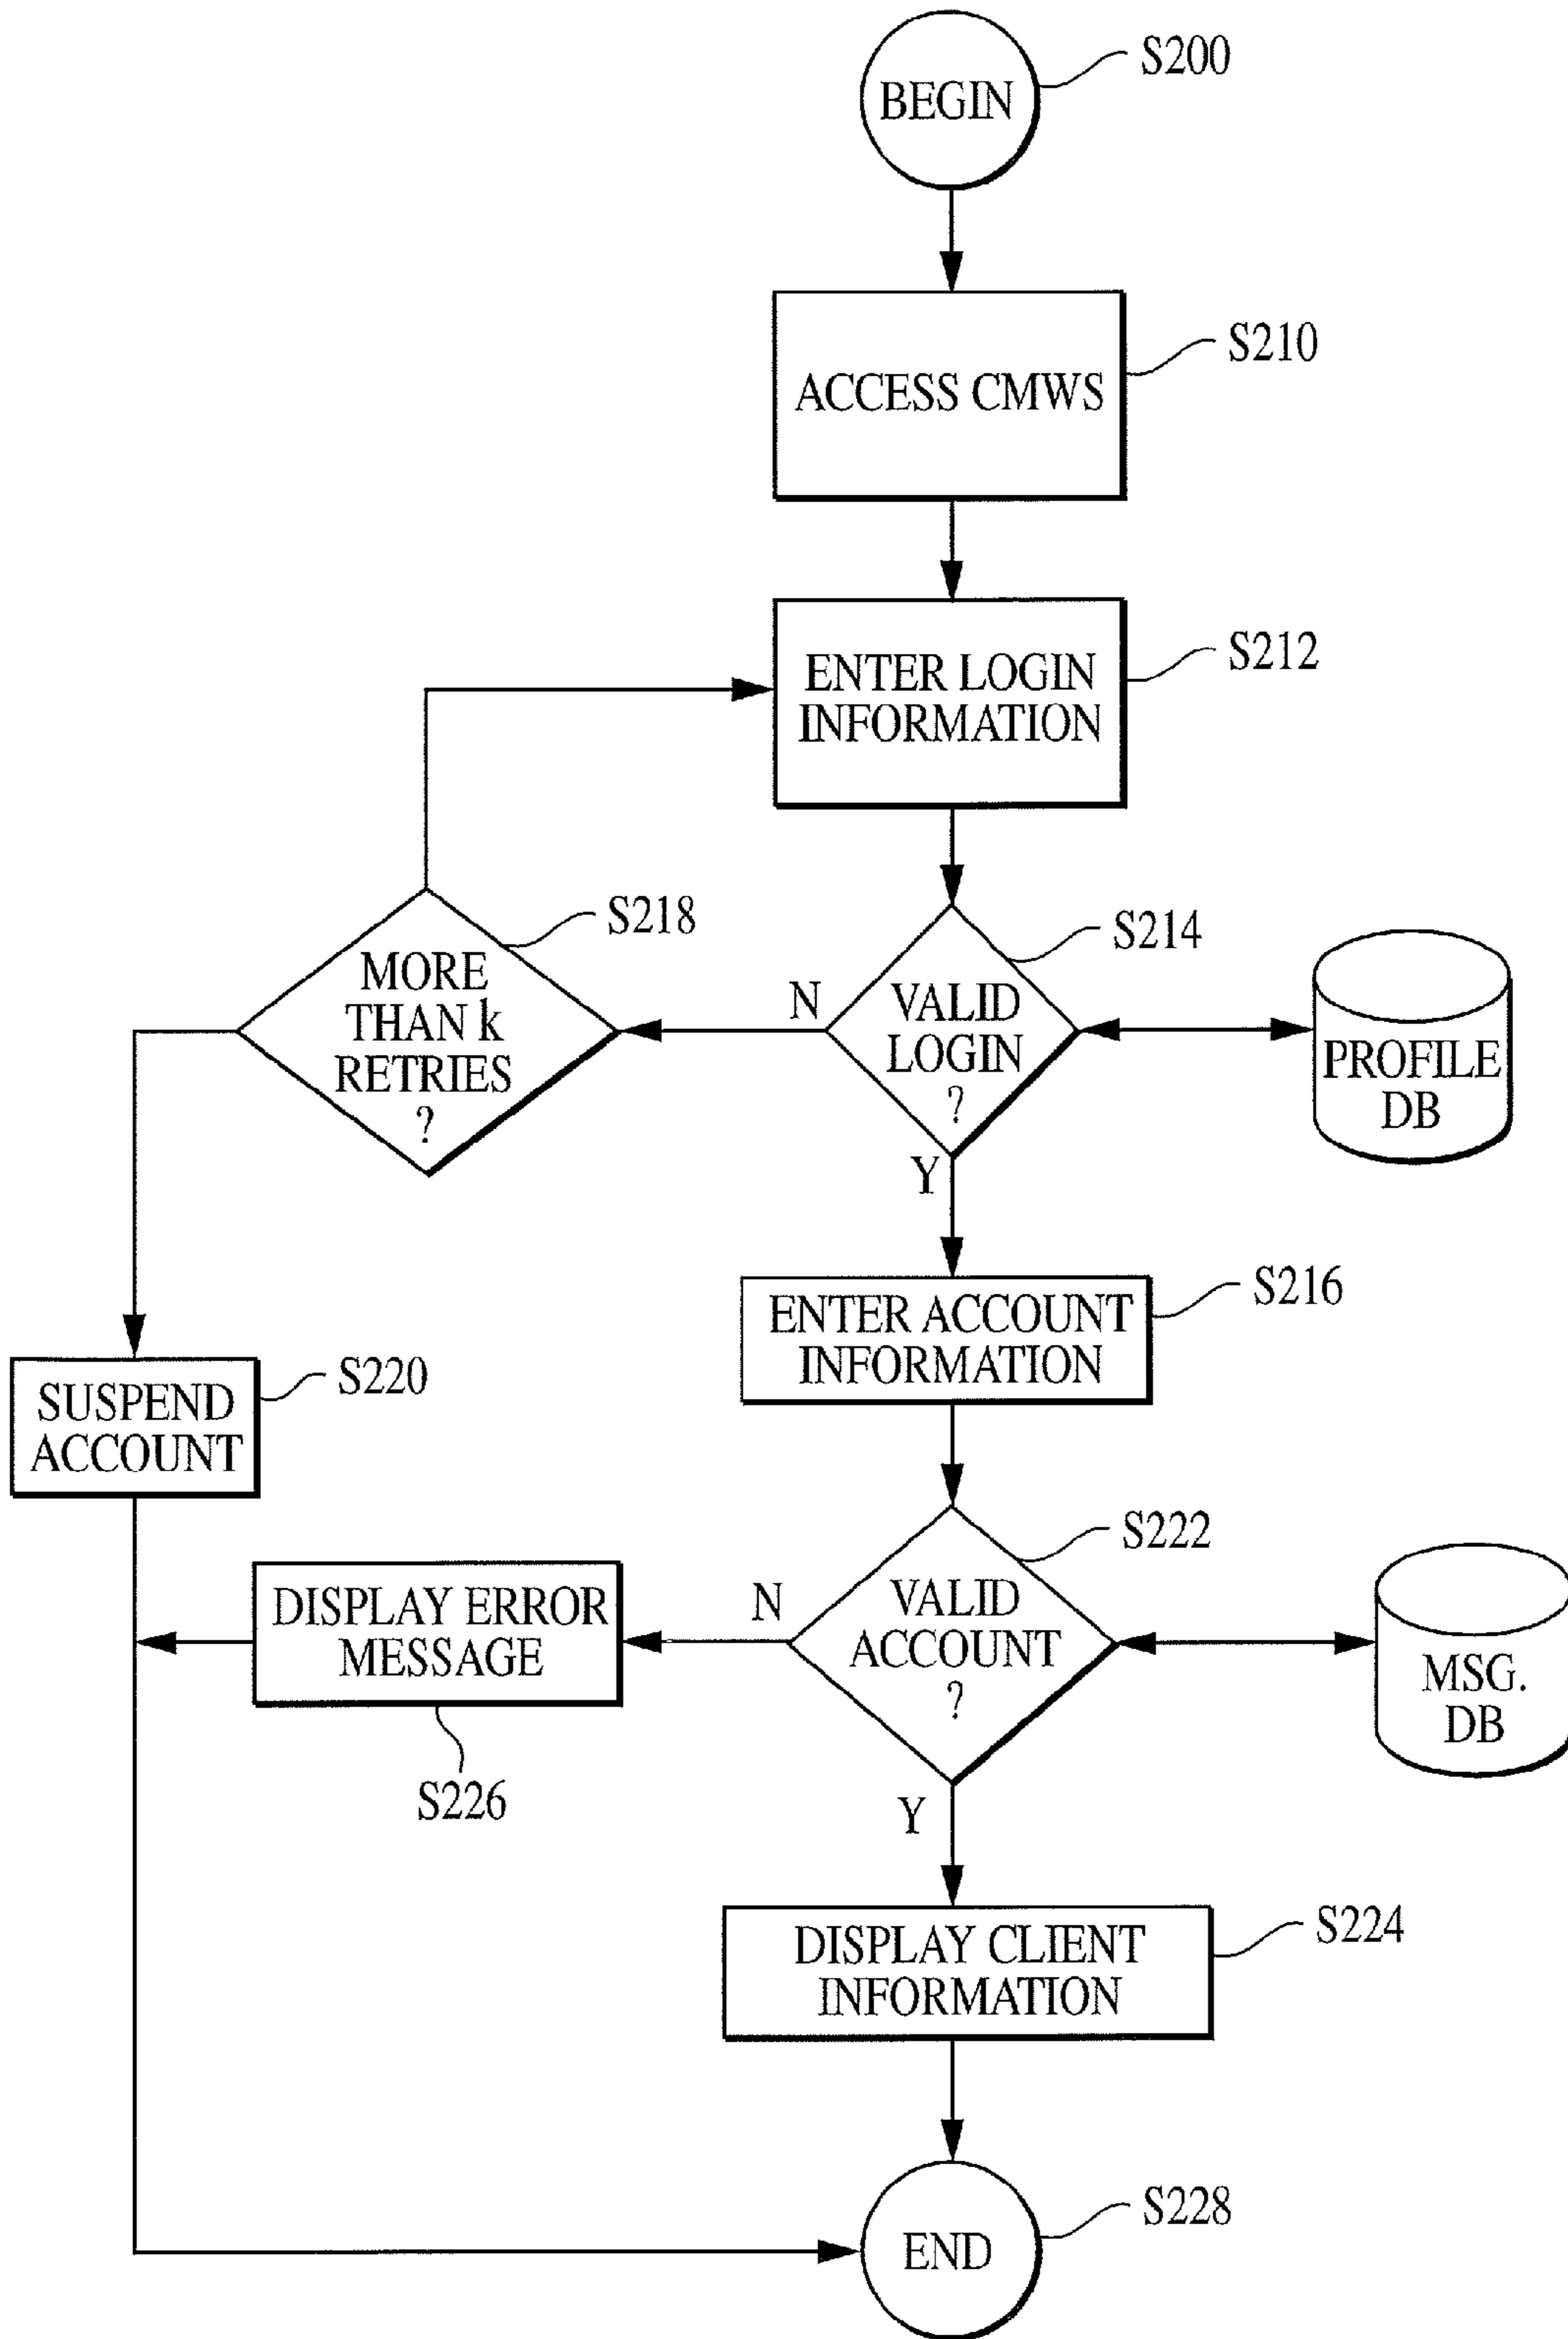 BEGIN
S200
ACCESS CMWS
S210
ENTER LOGIN
INFORMATION
S212
MORE
THAN k
RETRIES
?
S218
N
VALID
LOGIN
?
S214
Y
PROFILE
DB
ENTER ACCOUNT
INFORMATION
S216
SUSPEND
ACCOUNT
S220
DISPLAY ERROR
MESSAGE
S226
N
VALID
ACCOUNT
?
S222
Y
MSG.
DB
DISPLAY CLIENT
INFORMATION
S224
END
S228